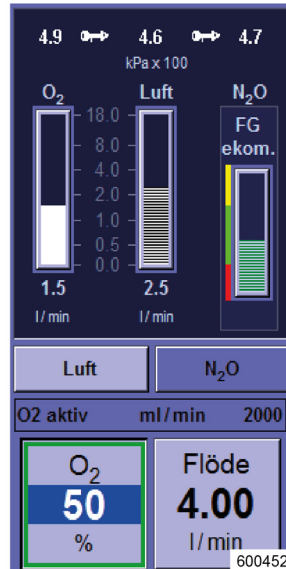 4.9 4.6 4.7
kPa x 100
O₂ Luft N₂O
18.0
8.0
4.0
2.0
1.0
0.5
0.0
FG
ekom.
1.5 2.5
l/min l/min
Luft N₂O
O2 aktiv ml/min 2000
O₂
50
%
Flöde
4.00
l/min
600452